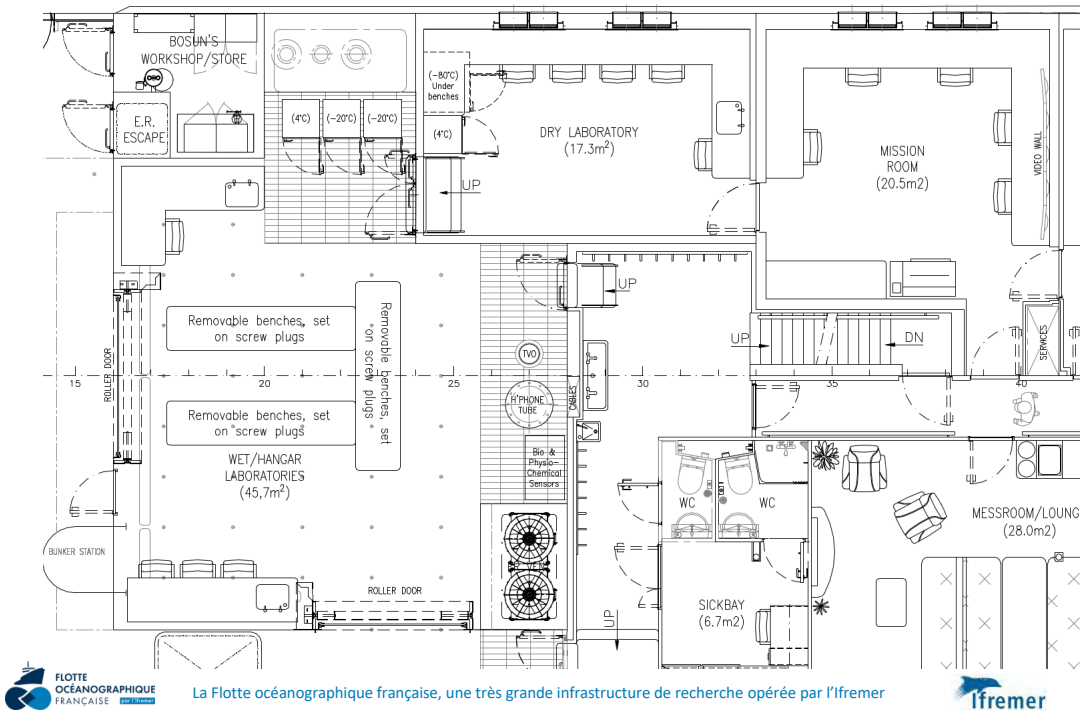 BOSUN'S
WORKSHOP/STORE
OBO
E.R.
ESCAPE
(4°C)
(-20°C)
(-20°C)
(-80°C)
Under
benches
(4°C)
UP
DRY LABORATORY
(17.3m²)
MISSION
ROOM
(20.5m2)
VIDEO WALL
UP
UP
DN
SERVICES
Removable benches, set
on screw plugs
Removable benches, set
on screw plugs
Removable benches, set
on screw plugs
ROLLER DOOR
15
20
25
30
35
40
TVO
H'PHONE
TUBE
CABLES
Bio &
Physio-
Chemical
Sensors
WET/HANGAR
LABORATORIES
(45,7m²)
BUNKER STATION
ROLLER DOOR
WC
WC
MESSROOM/LOUNG
(28.0m2)
SICKBAY
(6.7m2)
UP
FLOTTE
OCÉANOGRAPHIQUE
FRANÇAISE par l'Ifremer
La Flotte océanographique française, une très grande infrastructure de recherche opérée par l'Ifremer
Ifremer